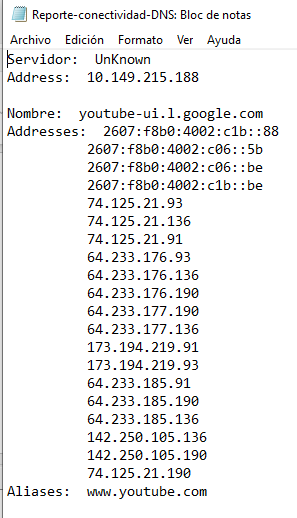 Reporte-conectividad-DNS: Bloc de notas
Archivo Edición Formato Ver Ayuda
Servidor: UnKnown
Address: 10.149.215.188
Nombre: youtube-ui.l.google.com
Addresses: 2607:f8b0:4002:c1b::88
2607:f8b0:4002:c06::5b
2607:f8b0:4002:c06::be
2607:f8b0:4002:c1b::be
74.125.21.93
74.125.21.136
74.125.21.91
64.233.176.93
64.233.176.136
64.233.176.190
64.233.177.190
64.233.177.136
173.194.219.91
173.194.219.93
64.233.185.91
64.233.185.190
64.233.185.136
142.250.105.136
142.250.105.190
74.125.21.190
Aliases: www.youtube.com